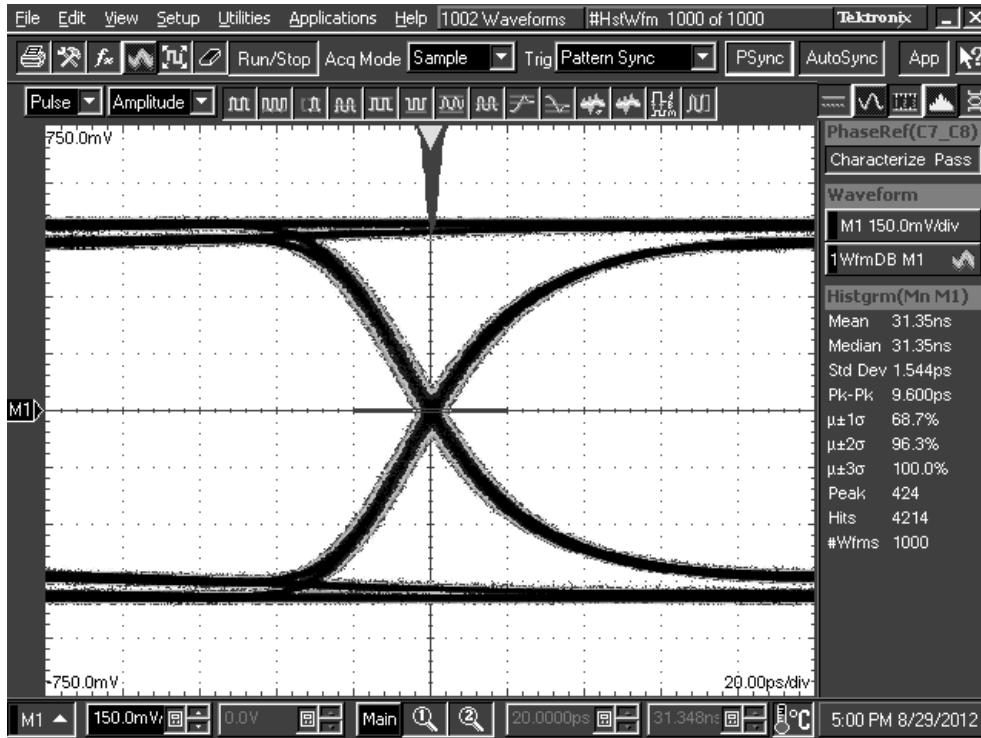 File Edit View Setup Utilities Applications Help 1002 Waveforms #HstWfm 1000 of 1000 Tektronix
Run/Stop Acq Mode Sample Trig Pattern Sync PSync AutoSync App
Pulse Amplitude
750.0mV
PhaseRef(C7_C8)
Characterize Pass
Waveform
M1 150.0mV/div
1WfmDB M1
Histgrm(Mn M1)
Mean 31.35ns
Median 31.35ns
Std Dev 1.544ps
Pk-Pk 9.600ps
µ±1σ 68.7%
µ±2σ 96.3%
µ±3σ 100.0%
Peak 424
Hits 4214
#Wfms 1000
M1
-750.0mV 20.00ps/div
M1 150.0mV/ 0.0V Main 1 2 20.0000ps 31.348ns °C 5:00 PM 8/29/2012